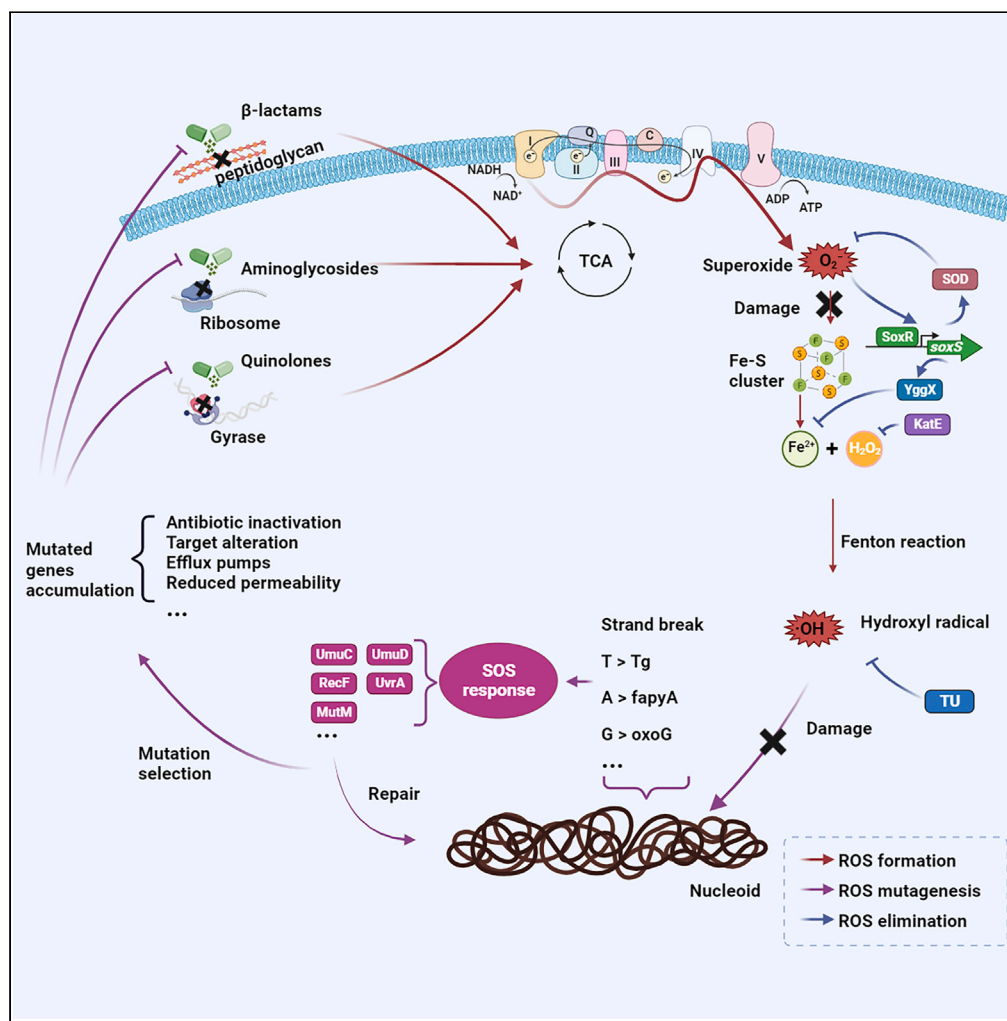 β-lactams
peptidoglycan
Aminoglycosides
Ribosome
Quinolones
Gyrase
I
e⁻
Q
e⁻
II
III
C
e⁻
IV
V
NADH
NAD⁺
ADP
ATP
TCA
Superoxide
O₂⁻
SOD
Damage
SoxR
soxS
Fe-S
cluster
S
F
S
F
S
F
F
S
YggX
KatE
Fe²⁺
+
H₂O₂
Fenton reaction
·OH
Hydroxyl radical
TU
Damage
Strand break
T > Tg
A > fapyA
G > oxoG
...
SOS
response
UmuC
UmuD
RecF
UvrA
MutM
...
Mutated
genes
accumulation
Antibiotic inactivation
Target alteration
Efflux pumps
Reduced permeability
...
Mutation
selection
Repair
Nucleoid
ROS formation
ROS mutagenesis
ROS elimination